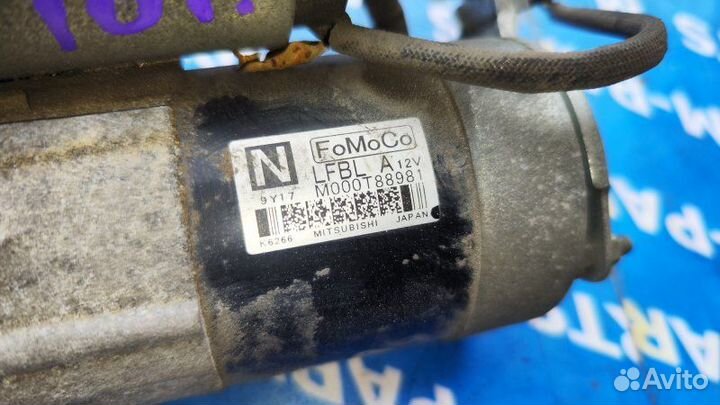 N
FoMoCo
LFBL A 12V
9Y17 M000T88981
K6266 MITSUBISHI JAPAN
Avito